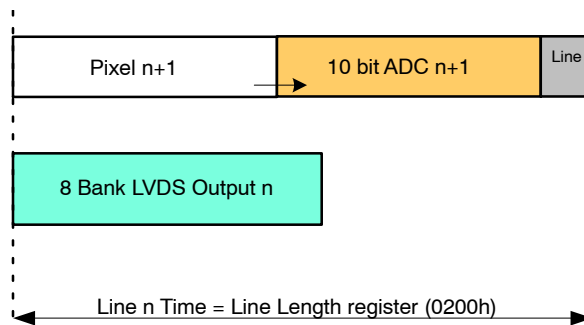 Pixel n+1
10 bit ADC n+1
Line
8 Bank LVDS Output n
Line n Time = Line Length register (0200h)